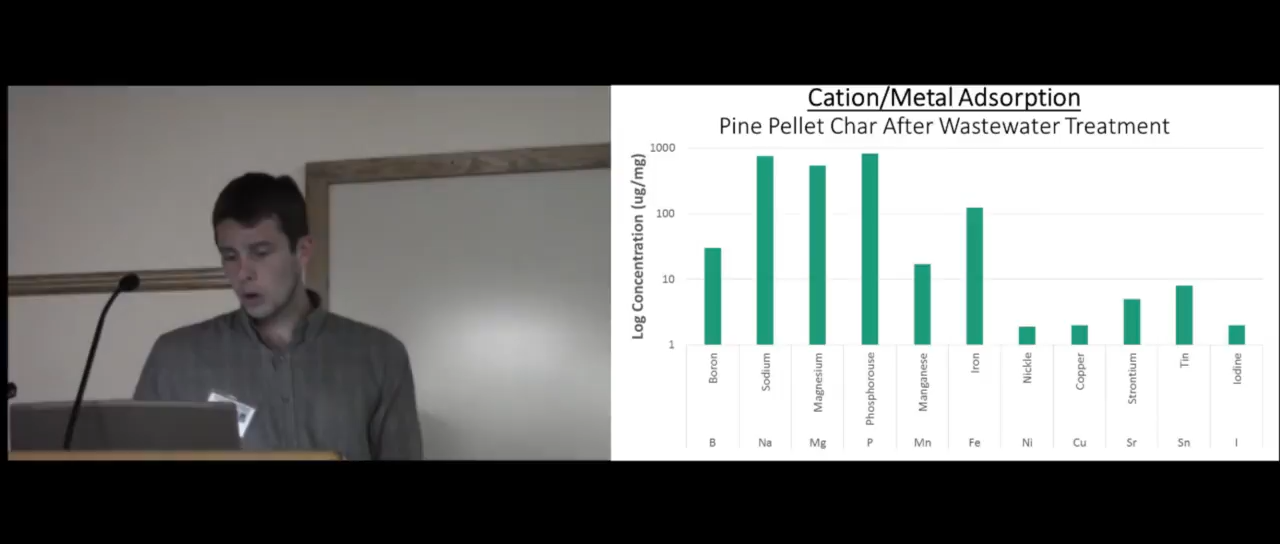 Cation/Metal Adsorption
Pine Pellet Char After Wastewater Treatment
Log Concentration (ug/mg)
1000
100
10
1
Boron
Sodium
Magnesium
Phosphorouse
Manganese
Iron
Nickle
Copper
Strontium
Tin
Iodine
B Na Mg P Mn Fe Ni Cu Sr Sn I